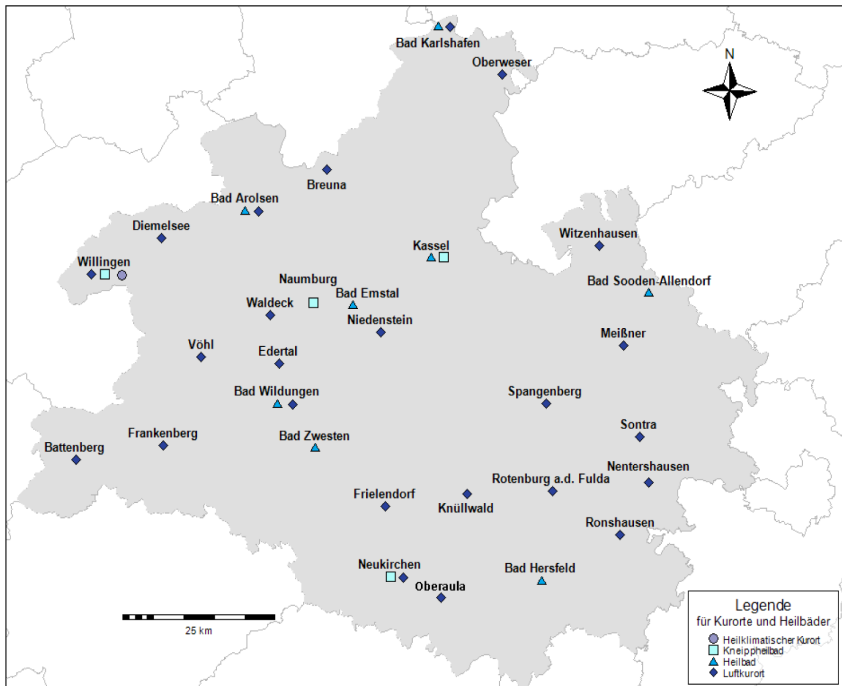 Bad Karlshafen
Oberweser
N
Breuna
Bad Arolsen
Diemelsee
Witzenhausen
Kassel
Willingen
Naumburg
Bad Sooden-Allendorf
Bad Emstal
Waldeck
Niedenstein
Meißner
Vöhl
Edertal
Bad Wildungen
Spangenberg
Sontra
Bad Zwesten
Frankenberg
Battenberg
Nentershausen
Rotenburg a.d. Fulda
Frielendorf
Knüllwald
Ronshausen
Neukirchen
Bad Hersfeld
Oberaula
25 km
Legende
für Kurorte und Heilbäder
Heilklimatischer Kurort
Kneippheilbad
Heilbad
Luftkurort